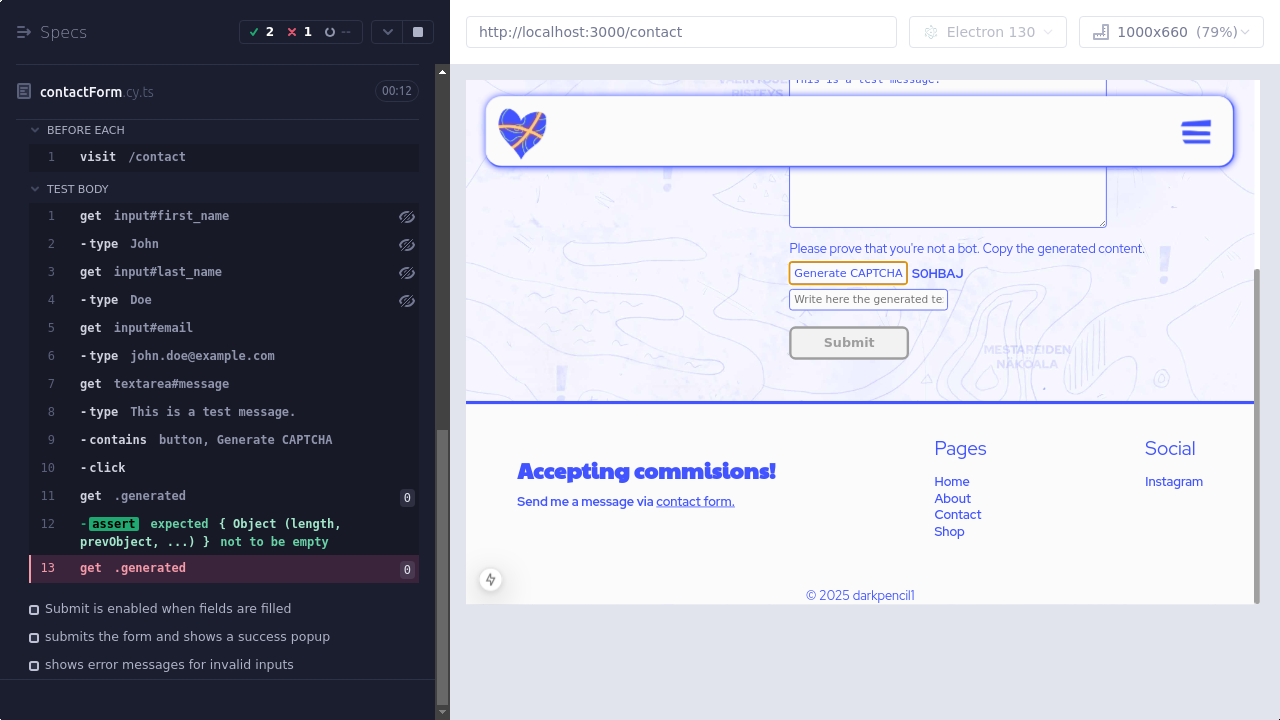 Specs
2
1
--
http://localhost:3000/contact
Electron 130
1000x660 (79%)
contactForm.cy.ts
00:12
BEFORE EACH
1 visit /contact
TEST BODY
1 get input#first_name
2 -type John
3 get input#last_name
4 -type Doe
5 get input#email
6 -type john.doe@example.com
7 get textarea#message
8 -type This is a test message.
9 -contains button, Generate CAPTCHA
10 -click
11 get .generated 0
12 -assert expected { Object (length,
prevObject, ...) } not to be empty
13 get .generated 0
Submit is enabled when fields are filled
submits the form and shows a success popup
shows error messages for invalid inputs
This is a test message.
RISTEYS
Please prove that you're not a bot. Copy the generated content.
Generate CAPTCHA
S0HBAJ
Write here the generated te
Submit
MESTAREIDEN
NÄKÖALA
Accepting commisions!
Send me a message via contact form.
Pages
Home
About
Contact
Shop
Social
Instagram
© 2025 darkpencil1